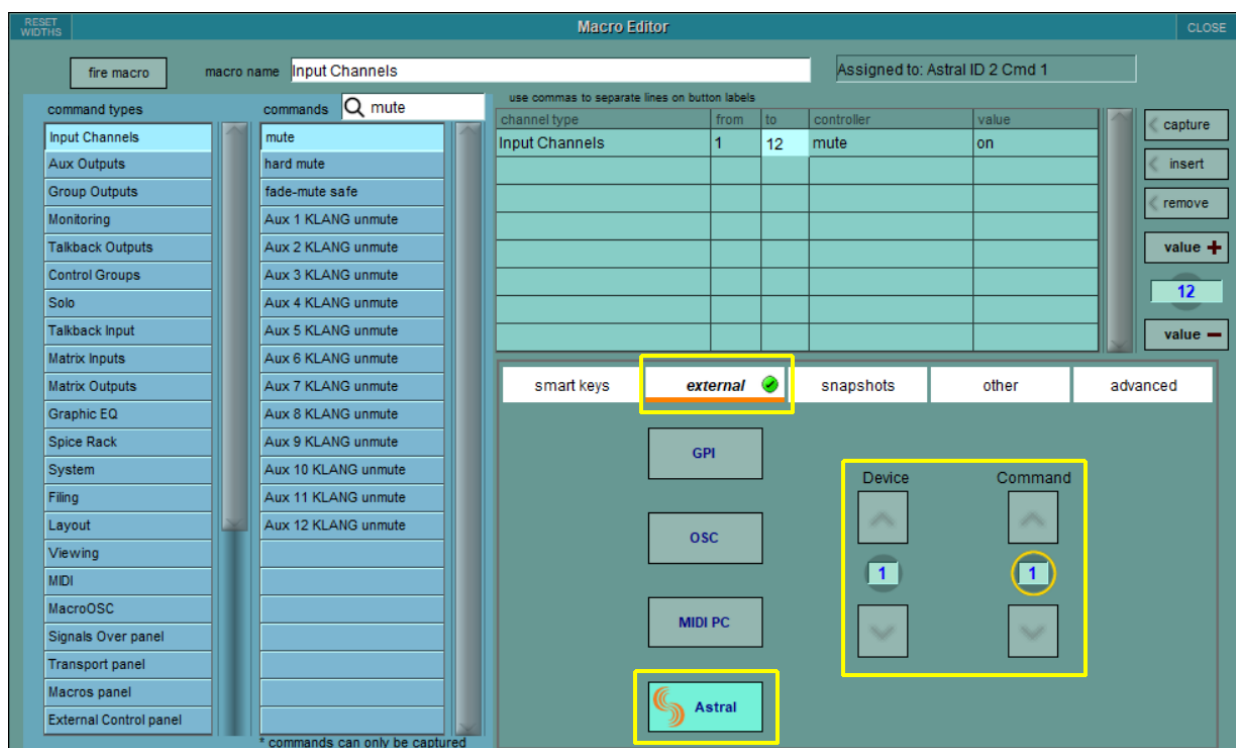 RESET
WIDTHS
Macro Editor
CLOSE
fire macro
macro name
Input Channels
Assigned to: Astral ID 2 Cmd 1
command types
Input Channels
Aux Outputs
Group Outputs
Monitoring
Talkback Outputs
Control Groups
Solo
Talkback Input
Matrix Inputs
Matrix Outputs
Graphic EQ
Spice Rack
System
Filing
Layout
Viewing
MIDI
MacroOSC
Signals Over panel
Transport panel
Macros panel
External Control panel
commands
mute
mute
hard mute
fade-mute safe
Aux 1 KLANG unmute
Aux 2 KLANG unmute
Aux 3 KLANG unmute
Aux 4 KLANG unmute
Aux 5 KLANG unmute
Aux 6 KLANG unmute
Aux 7 KLANG unmute
Aux 8 KLANG unmute
Aux 9 KLANG unmute
Aux 10 KLANG unmute
Aux 11 KLANG unmute
Aux 12 KLANG unmute
* commands can only be captured
use commas to separate lines on button labels
channel type from to controller value
Input Channels 1 12 mute on
capture
insert
remove
value +
12
value –
smart keys
external
snapshots
other
advanced
GPI
OSC
MIDI PC
Astral
Device Command
1 1